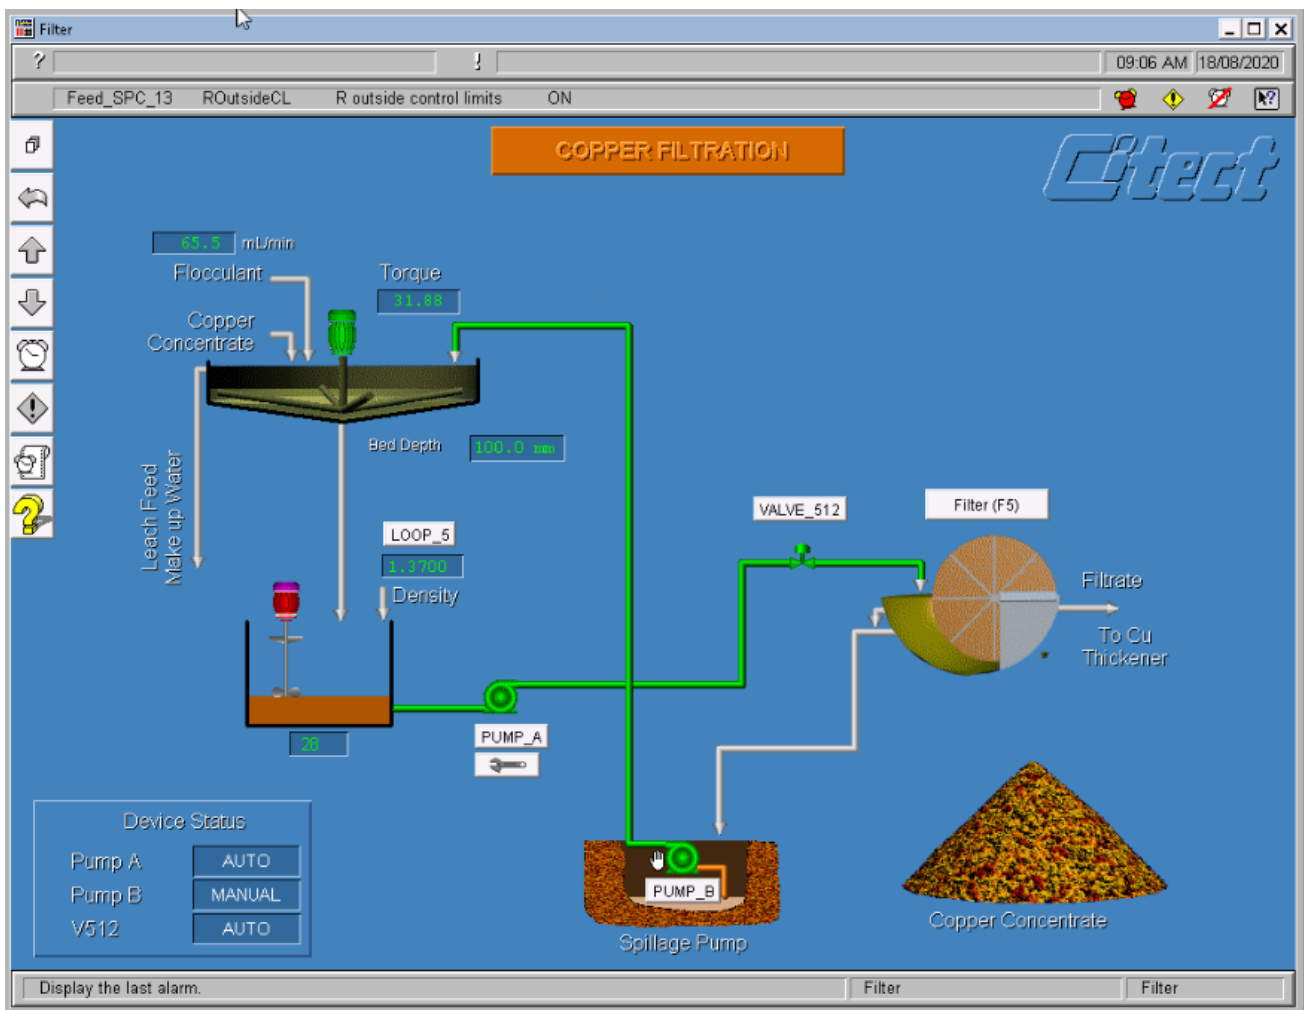 Filter
?
!
09:06 AM 18/08/2020
Feed_SPC_13 ROutsideCL R outside control limits ON
COPPER FILTRATION
Citect
65.5 mL/min
Flocculant
Torque
31.88
Copper
Concentrate
Bed Depth 100.0 mm
Leach Feed
Make up Water
LOOP_5
1.3700
Density
VALVE_512
Filter (F5)
Filtrate
To Cu
Thickener
28
PUMP_A
Device Status
Pump A AUTO
Pump B MANUAL
V512 AUTO
PUMP_B
Spillage Pump
Copper Concentrate
Display the last alarm. Filter Filter